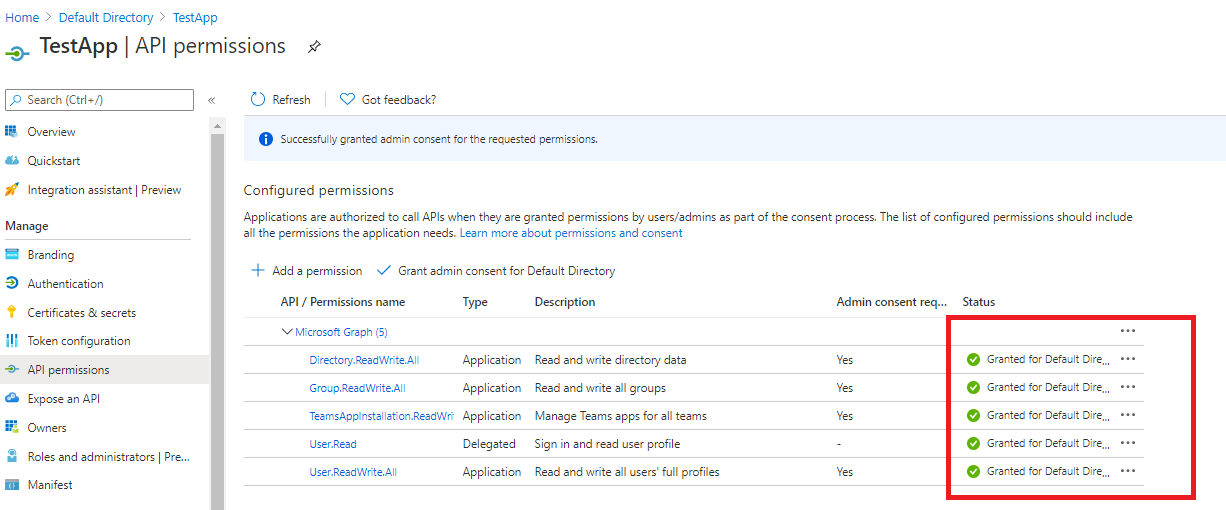 Home > Default Directory > TestApp
TestApp | API permissions
Search (Ctrl+/)
«
Refresh
Got feedback?
Overview
Quickstart
Integration assistant | Preview
Manage
Branding
Authentication
Certificates & secrets
Token configuration
API permissions
Expose an API
Owners
Roles and administrators | Pre...
Manifest
Successfully granted admin consent for the requested permissions.
Configured permissions
Applications are authorized to call APIs when they are granted permissions by users/admins as part of the consent process. The list of configured permissions should include
all the permissions the application needs. Learn more about permissions and consent
Add a permission
Grant admin consent for Default Directory
API / Permissions name Type Description Admin consent req... Status
Microsoft Graph (5) ...
Directory.ReadWrite.All Application Read and write directory data Yes Granted for Default Dire... ...
Group.ReadWrite.All Application Read and write all groups Yes Granted for Default Dire... ...
TeamsAppInstallation.ReadWri Application Manage Teams apps for all teams Yes Granted for Default Dire... ...
User.Read Delegated Sign in and read user profile - Granted for Default Dire... ...
User.ReadWrite.All Application Read and write all users' full profiles Yes Granted for Default Dire... ...